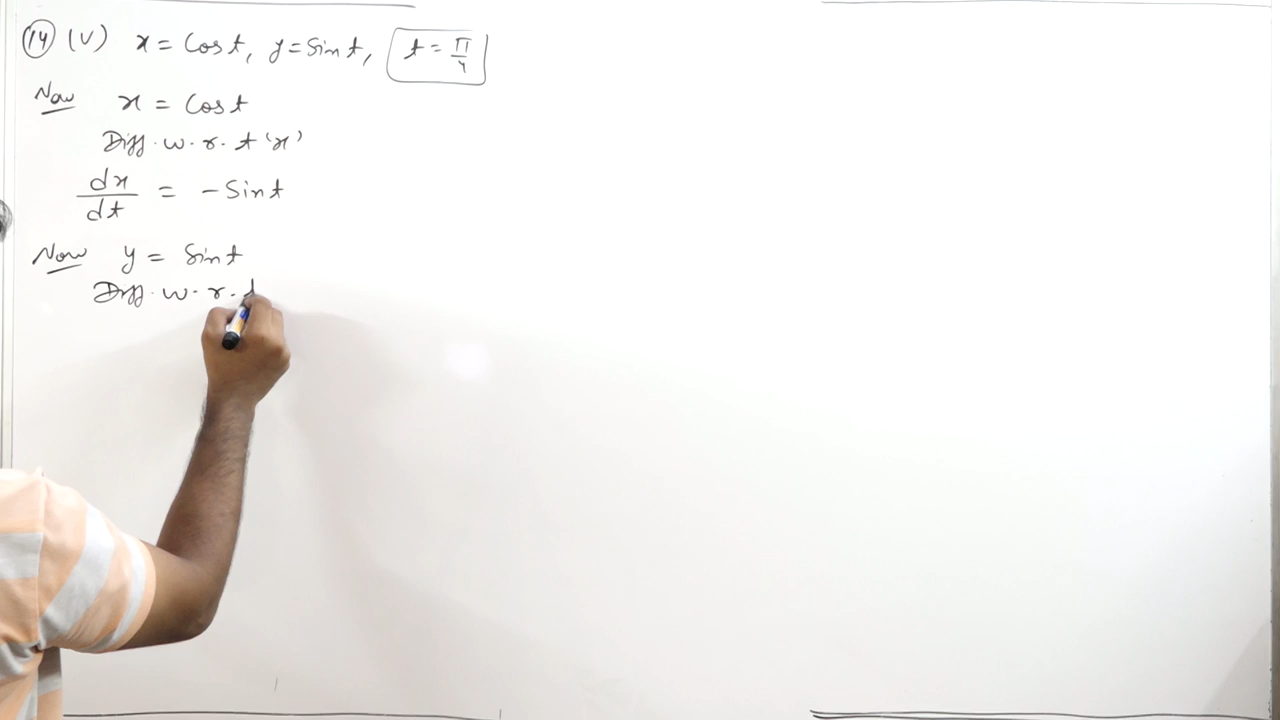 14 (V) x = Cos t, y = Sin t, t = π/4
Now x = Cos t
Diff. w. r. t 'x'
dx/dt = - Sin t
Now y = Sin t
Diff. w. r. t